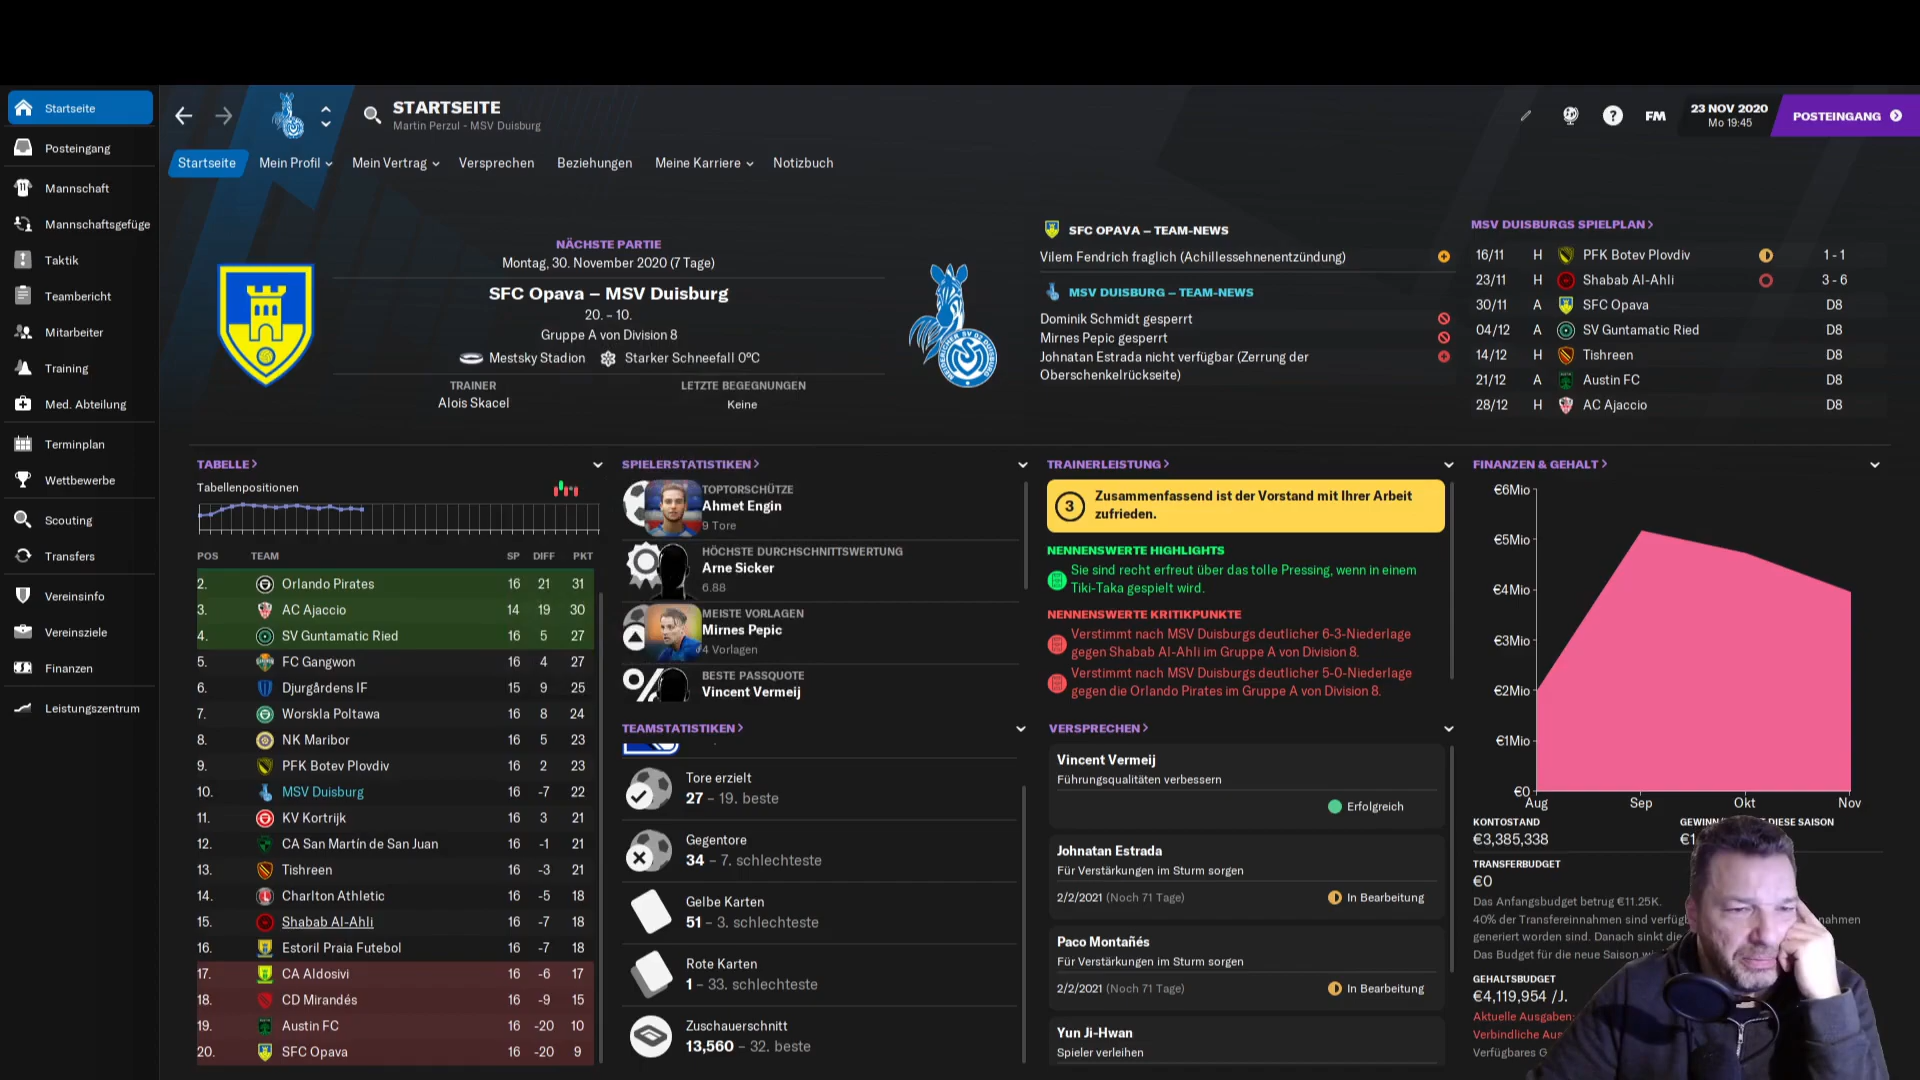 Startseite
Posteingang
Mannschaft
Mannschaftsgefüge
Taktik
Teambericht
Mitarbeiter
Training
Med. Abteilung
Terminplan
Wettbewerbe
Scouting
Transfers
Vereinsinfo
Vereinsziele
Finanzen
Leistungszentrum
STARTSEITE
Martin Perzul - MSV Duisburg
FM
23 NOV 2020
Mo 19:45
POSTEINGANG
Startseite Mein Profil Mein Vertrag Versprechen Beziehungen Meine Karriere Notizbuch
NÄCHSTE PARTIE
Montag, 30. November 2020 (7 Tage)
SFC Opava – MSV Duisburg
20. – 10.
Gruppe A von Division 8
Mestsky Stadion Starker Schneefall 0ºC
TRAINER
Alois Skacel
LETZTE BEGEGNUNGEN
Keine
SFC OPAVA – TEAM-NEWS
Vilem Fendrich fraglich (Achillessehnenentzündung)
MSV DUISBURG – TEAM-NEWS
Dominik Schmidt gesperrt
Mirnes Pepic gesperrt
Johnatan Estrada nicht verfügbar (Zerrung der
Oberschenkelrückseite)
MSV DUISBURGS SPIELPLAN
16/11 H PFK Botev Plovdiv 1 - 1
23/11 H Shabab Al-Ahli 3 - 6
30/11 A SFC Opava D8
04/12 A SV Guntamatic Ried D8
14/12 H Tishreen D8
21/12 A Austin FC D8
28/12 H AC Ajaccio D8
TABELLE
Tabellenpositionen
POS TEAM SP DIFF PKT
2. Orlando Pirates 16 21 31
3. AC Ajaccio 14 19 30
4. SV Guntamatic Ried 16 5 27
5. FC Gangwon 16 4 27
6. Djurgårdens IF 15 9 25
7. Worskla Poltawa 16 8 24
8. NK Maribor 16 5 23
9. PFK Botev Plovdiv 16 2 23
10. MSV Duisburg 16 -7 22
11. KV Kortrijk 16 3 21
12. CA San Martín de San Juan 16 -1 21
13. Tishreen 16 -3 21
14. Charlton Athletic 16 -5 18
15. Shabab Al-Ahli 16 -7 18
16. Estoril Praia Futebol 16 -7 18
17. CA Aldosivi 16 -6 17
18. CD Mirandés 16 -9 15
19. Austin FC 16 -20 10
20. SFC Opava 16 -20 9
SPIELERSTATISTIKEN
TOPTORSCHÜTZE
Ahmet Engin
9 Tore
HÖCHSTE DURCHSCHNITTSWERTUNG
Arne Sicker
6.88
MEISTE VORLAGEN
Mirnes Pepic
4 Vorlagen
BESTE PASSQUOTE
Vincent Vermeij
TEAMSTATISTIKEN
Tore erzielt
27 – 19. beste
Gegentore
34 – 7. schlechteste
Gelbe Karten
51 – 3. schlechteste
Rote Karten
1 – 33. schlechteste
Zuschauerschnitt
13,560 – 32. beste
TRAINERLEISTUNG
3
Zusammenfassend ist der Vorstand mit Ihrer Arbeit
zufrieden.
NENNENSWERTE HIGHLIGHTS
Sie sind recht erfreut über das tolle Pressing, wenn in einem
Tiki-Taka gespielt wird.
NENNENSWERTE KRITIKPUNKTE
Verstimmt nach MSV Duisburgs deutlicher 6-3-Niederlage
gegen Shabab Al-Ahli im Gruppe A von Division 8.
Verstimmt nach MSV Duisburgs deutlicher 5-0-Niederlage
gegen die Orlando Pirates im Gruppe A von Division 8.
VERSPRECHEN
Vincent Vermeij
Führungsqualitäten verbessern
Erfolgreich
Johnatan Estrada
Für Verstärkungen im Sturm sorgen
2/2/2021 (Noch 71 Tage) In Bearbeitung
Paco Montañés
Für Verstärkungen im Sturm sorgen
2/2/2021 (Noch 71 Tage) In Bearbeitung
Yun Ji-Hwan
Spieler verleihen
FINANZEN & GEHALT
€6Mio
€5Mio
€4Mio
€3Mio
€2Mio
€1Mio
€0
Aug Sep Okt Nov
KONTOSTAND
€3,385,338
DIESE SAISON
TRANSFERBUDGET
€0
Das Anfangsbudget betrug €11.25K.
40% der Transfereinnahmen sind
generiert worden sind. Danach sinkt die
Das Budget für die neue Saison
GEHALTSBUDGET
€4,119,954 /J.
Aktuelle Ausgaben:
Verbindliche